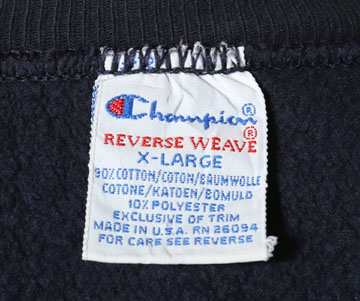 Champion®
REVERSE WEAVE®
X-LARGE
90% COTTON/COTON/BAUMWOLLE
COTONE/KATOEN/BOMULD
10% POLYESTER
EXCLUSIVE OF TRIM
MADE IN U.S.A. RN 26094
FOR CARE SEE REVERSE